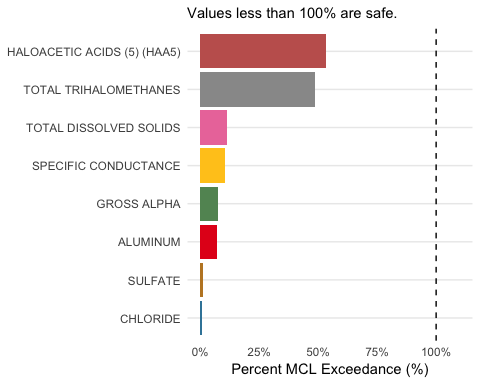 Values less than 100% are safe.
HALOACETIC ACIDS (5) (HAA5)
TOTAL TRIHALOMETHANES
TOTAL DISSOLVED SOLIDS
SPECIFIC CONDUCTANCE
GROSS ALPHA
ALUMINUM
SULFATE
CHLORIDE
0% 25% 50% 75% 100%
Percent MCL Exceedance (%)